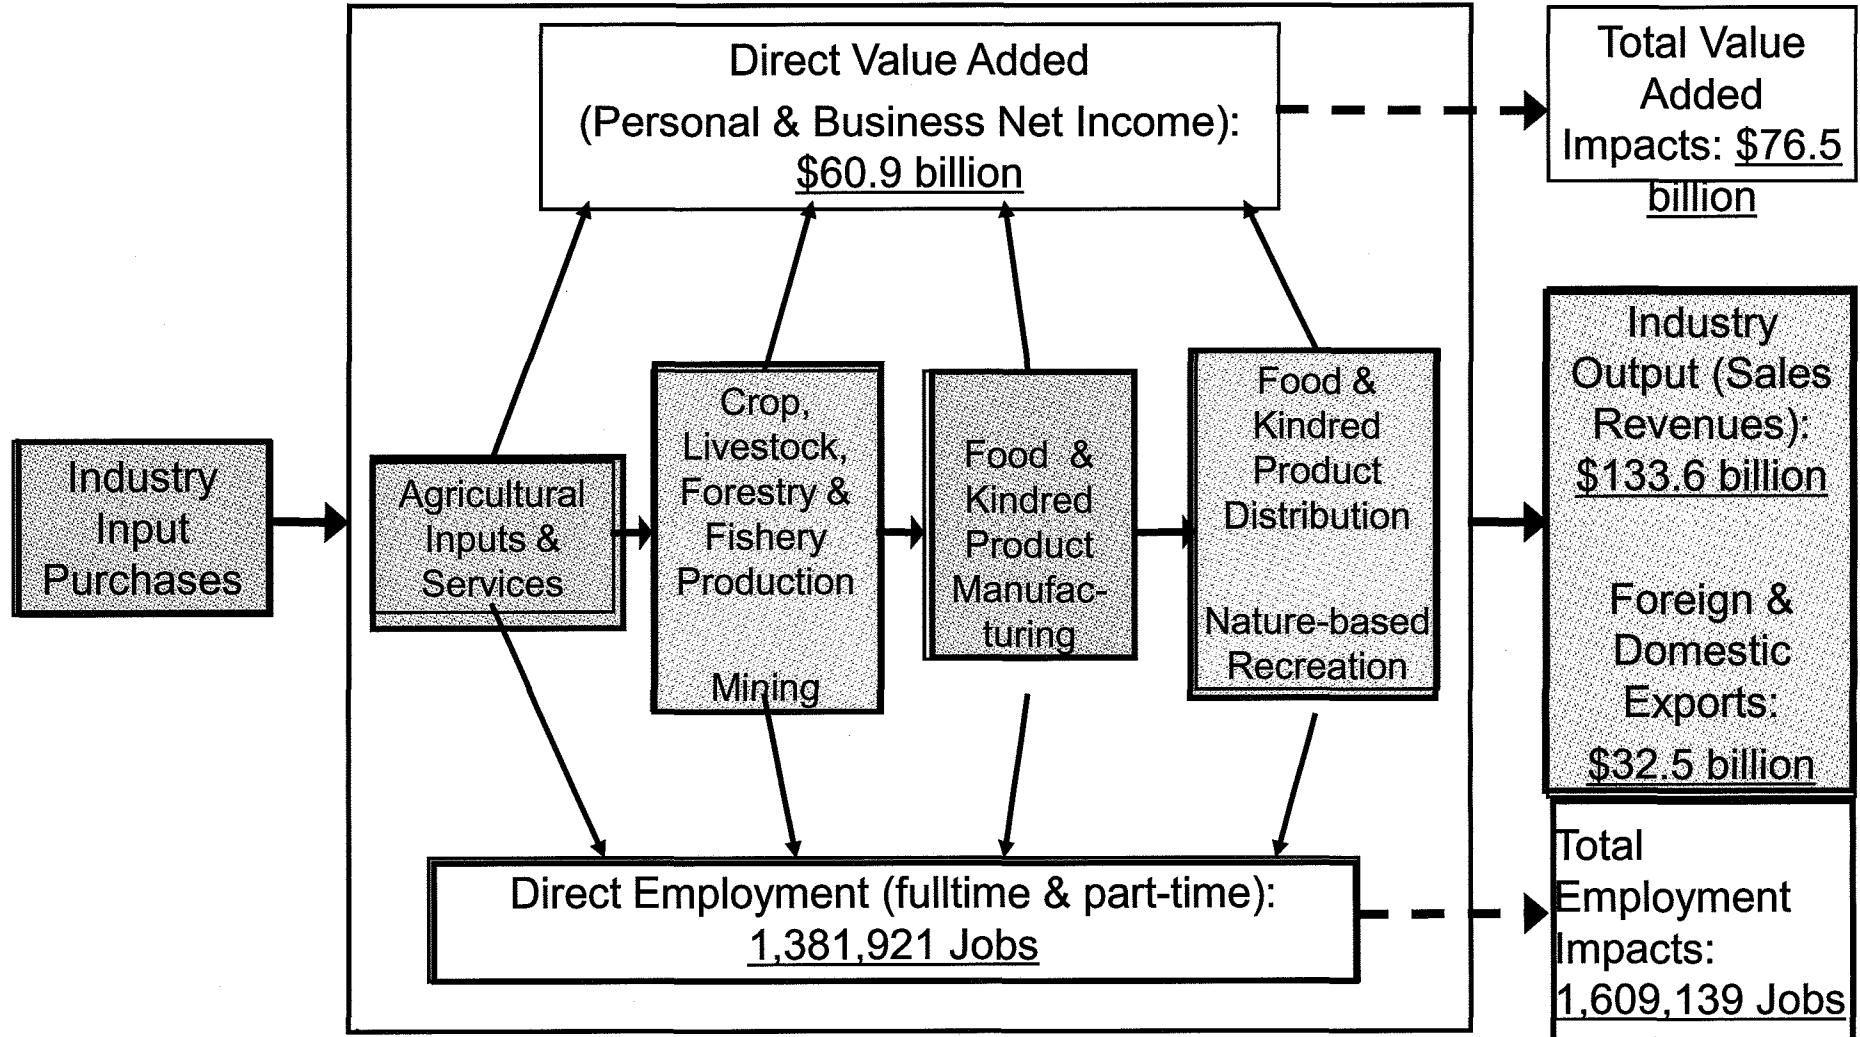 Direct Value Added
(Personal & Business Net Income):
$60.9 billion
Total Value
Added
Impacts: $76.5
billion
Industry
Input
Purchases
Agricultural
Inputs &
Services
Crop,
Livestock,
Forestry &
Fishery
Production
Mining
Food &
Kindred
Product
Manufac-
turing
Food &
Kindred
Product
Distribution
Nature-based
Recreation
Industry
Output (Sales
Revenues):
$133.6 billion
Foreign &
Domestic
Exports:
$32.5 billion
Direct Employment (fulltime & part-time):
1,381,921 Jobs
Total
Employment
Impacts:
1,609,139 Jobs